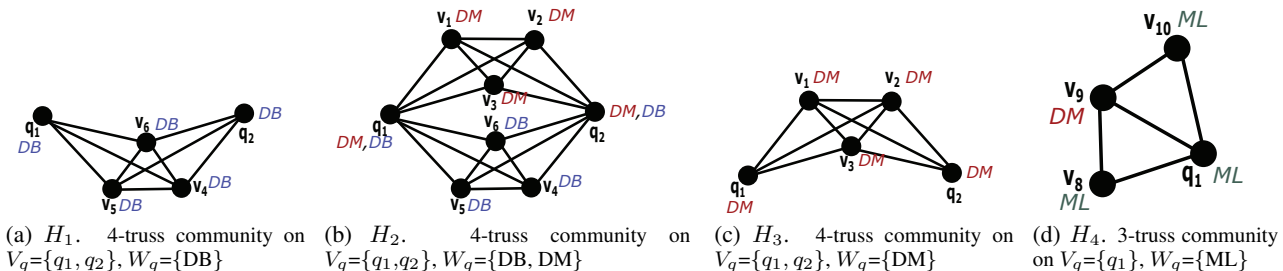 q1 DB
v6 DB
q2 DB
v5 DB
v4 DB
(a) H1. 4-truss community on
Vq={q1, q2}, Wq={DB}
v1 DM
v2 DM
v3 DM
q1 DM,DB
v6 DB
q2 DM,DB
v5 DB
v4 DB
(b) H2. 4-truss community on
Vq={q1,q2}, Wq={DB, DM}
v1 DM
v2 DM
v3 DM
q1 DM
q2 DM
(c) H3. 4-truss community on
Vq={q1, q2}, Wq={DM}
v10 ML
v9 DM
v8 ML
q1 ML
(d) H4. 3-truss community
on Vq={q1}, Wq={ML}